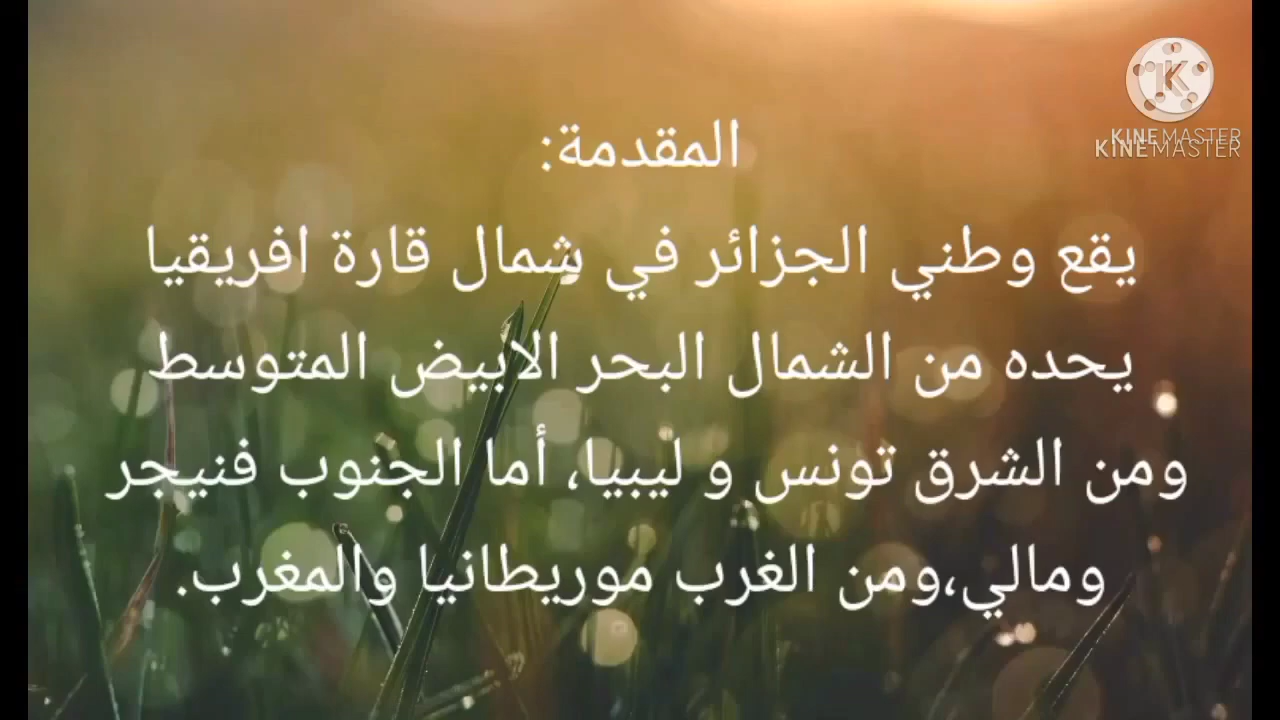 KINEMASTER
KINEMASTER
المقدمة:
يقع وطني الجزائر في شمال قارة افريقيا
يحده من الشمال البحر الابيض المتوسط
ومن الشرق تونس و ليبيا، أما الجنوب فنيجر
ومالي،ومن الغرب موريطانيا والمغرب.